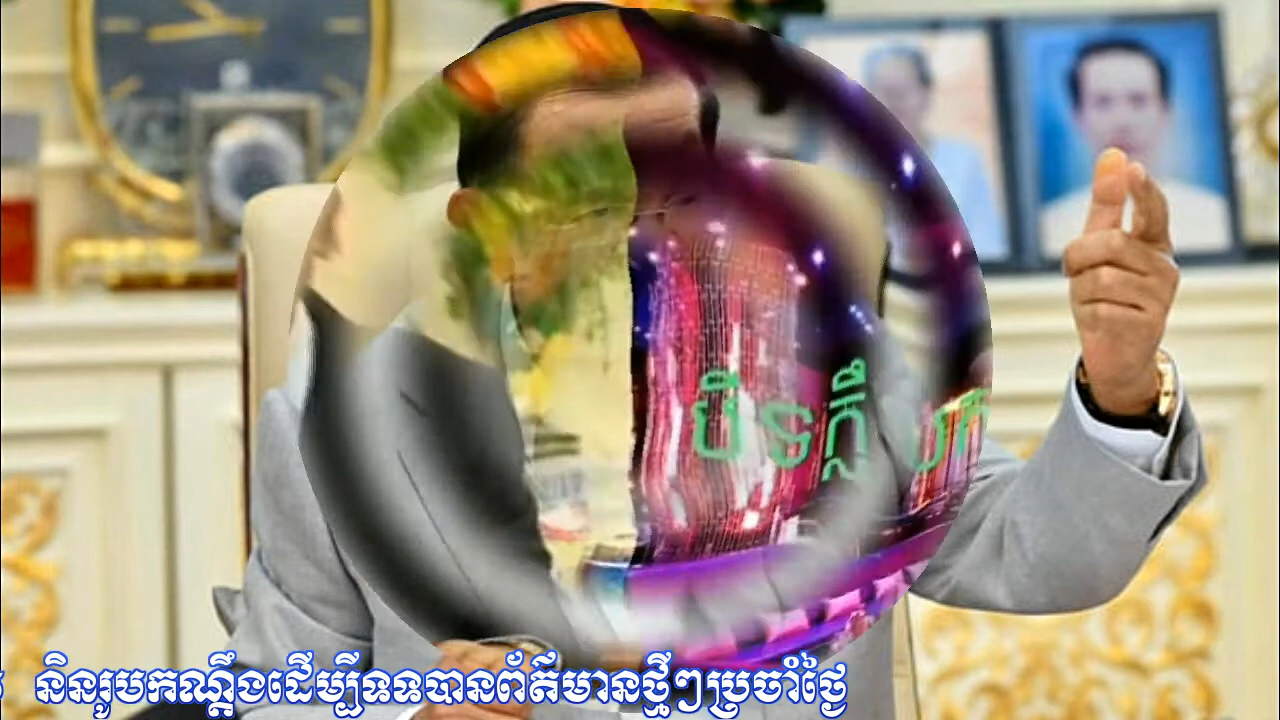 បិទក្លឹប
និងរូបកណ្ដឹងដើម្បីទទបានព័ត៌មានថ្មីៗប្រចាំថ្ងៃ